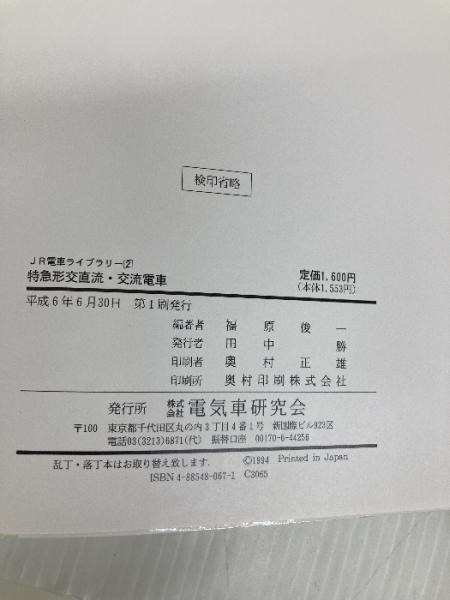 検印省略
JR電車ライブラリー[2]
特急形交直流・交流電車 定価1,600円
(本体1,553円)
平成6年6月30日 第1刷発行
編著者 福原俊一
発行者 田中勝
印刷者 奥村正雄
印刷所 奥村印刷株式会社
発行所 株式会社 電気車研究会
〒100 東京都千代田区丸の内3丁目4番1号 新国際ビル923区
電話03(3213)6871(代) 振替口座 00170-6-44256
乱丁・落丁本はお取り替え致します. ©1994 Printed in Japan
ISBN4-88548-067-1 C3065